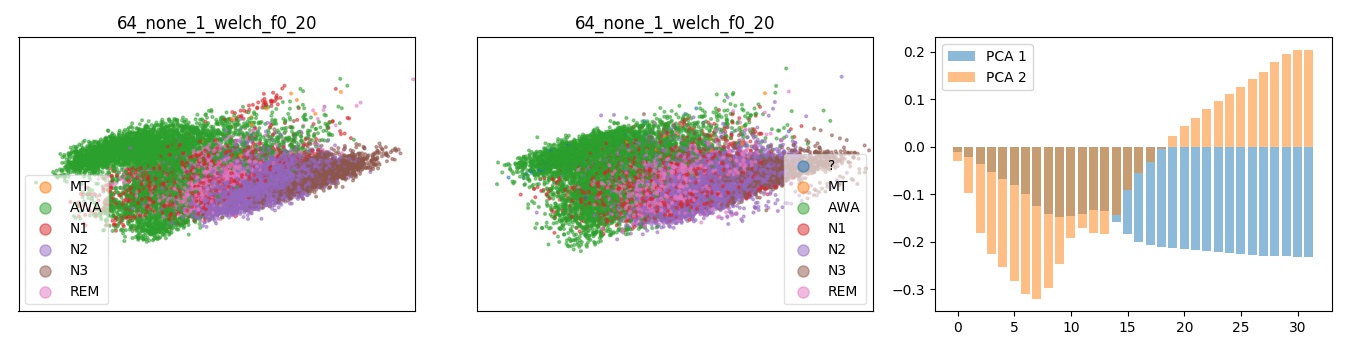 64_none_1_welch_f0_20
MT
AWA
N1
N2
N3
REM
64_none_1_welch_f0_20
?
MT
AWA
N1
N2
N3
REM
PCA 1
PCA 2
0.2
0.1
0.0
−0.1
−0.2
−0.3
0 5 10 15 20 25 30